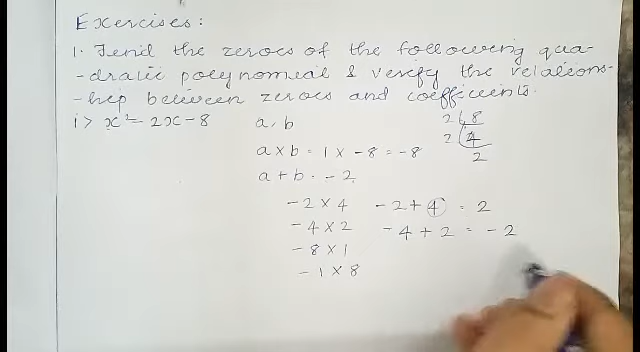 Exercises:
1. Find the zeroes of the following qua-
-dratic polynomial & verify the relations-
-hip between zeroes and coefficients.
i> x² - 2x - 8 a, b 2 | 8
a × b = 1 × -8 = -8 2 | 4
a + b = -2 2
-2 × 4 -2 + 4 = 2
-4 × 2 -4 + 2 = -2
-8 × 1
-1 × 8